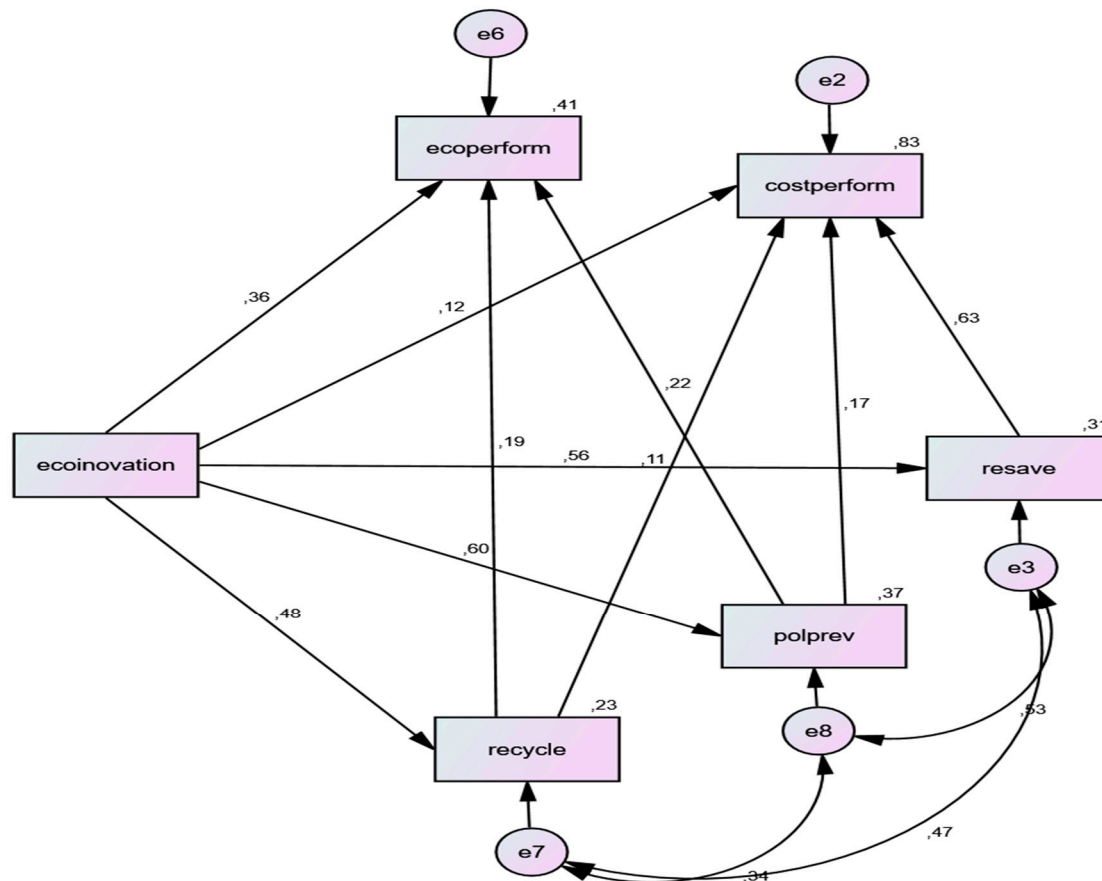 e6
e2
,41
ecoperform
,83
costperform
,36
,12
,63
,22
,17
,19
ecoinovation
,56
,11
,31
resave
,60
e3
,37
polprev
,48
,23
recycle
e8
,53
e7
,47
,34